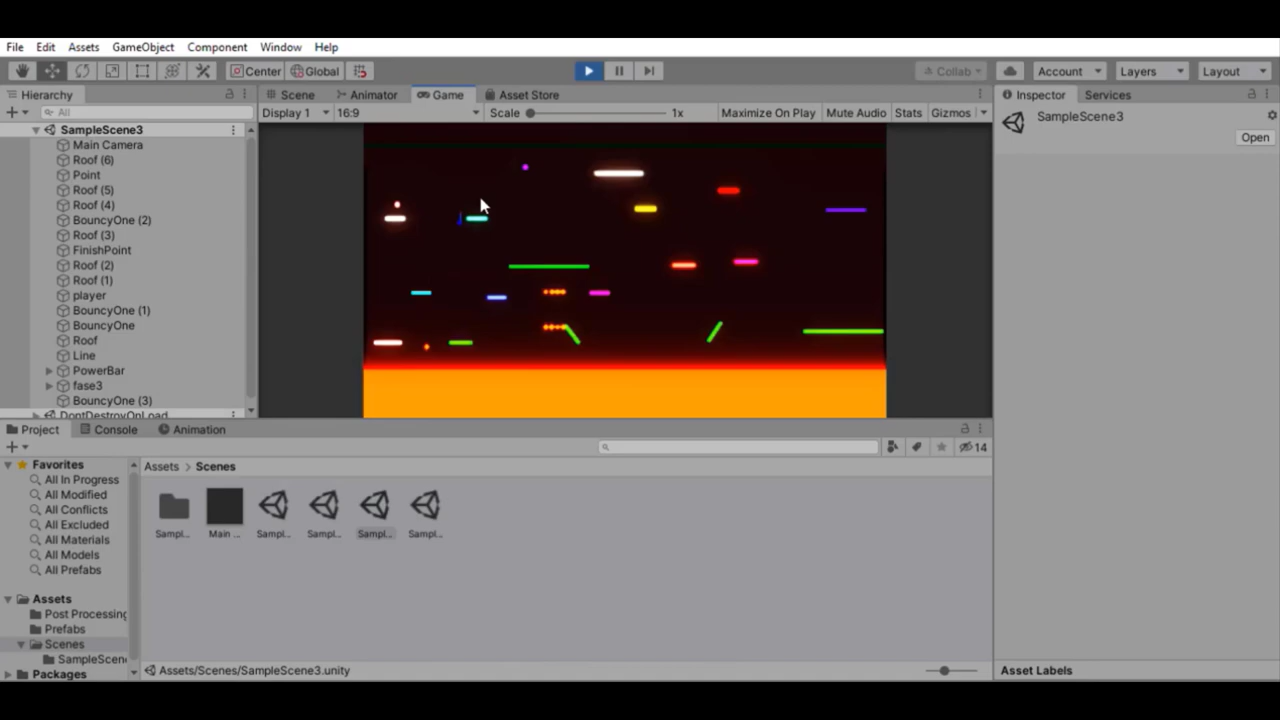 File Edit Assets GameObject Component Window Help
Center Global Collab Account Layers Layout
Hierarchy Scene Animator Game Asset Store Inspector Services
All Display 1 16:9 Scale 1x Maximize On Play Mute Audio Stats Gizmos SampleScene3
Open
SampleScene3
Main Camera
Roof (6)
Point
Roof (5)
Roof (4)
BouncyOne (2)
Roof (3)
FinishPoint
Roof (2)
Roof (1)
player
BouncyOne (1)
BouncyOne
Roof
Line
PowerBar
fase3
BouncyOne (3)
DontDestroyOnLoad
Project Console Animation
14
Favorites
All In Progress
All Modified
All Conflicts
All Excluded
All Materials
All Models
All Prefabs
Assets
Post Processing
Prefabs
Scenes
SampleScen
Packages
Assets > Scenes
Sampl... Main ... Sampl... Sampl... Sampl... Sampl...
Assets/Scenes/SampleScene3.unity
Asset Labels